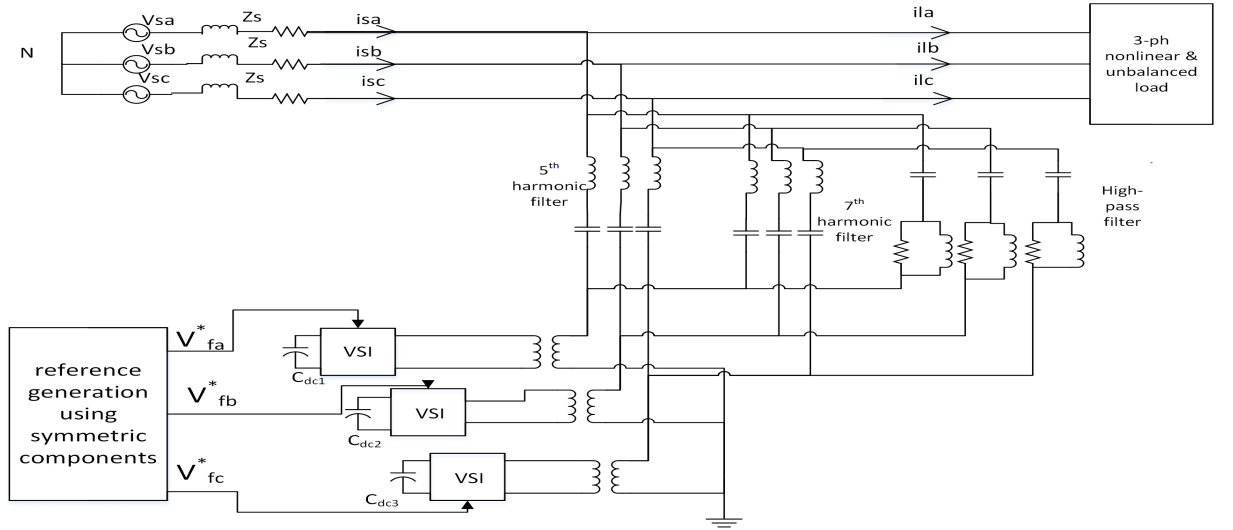 Vsa
Zs
isa
ila
N
Vsb
Zs
isb
ilb
Vsc
Zs
isc
ilc
3-ph
nonlinear &
unbalanced
load
5th
harmonic
filter
7th
harmonic
filter
High-
pass
filter
V*fa
VSI
Cdc1
reference
generation
using
symmetric
components
V*fb
VSI
Cdc2
V*fc
VSI
Cdc3